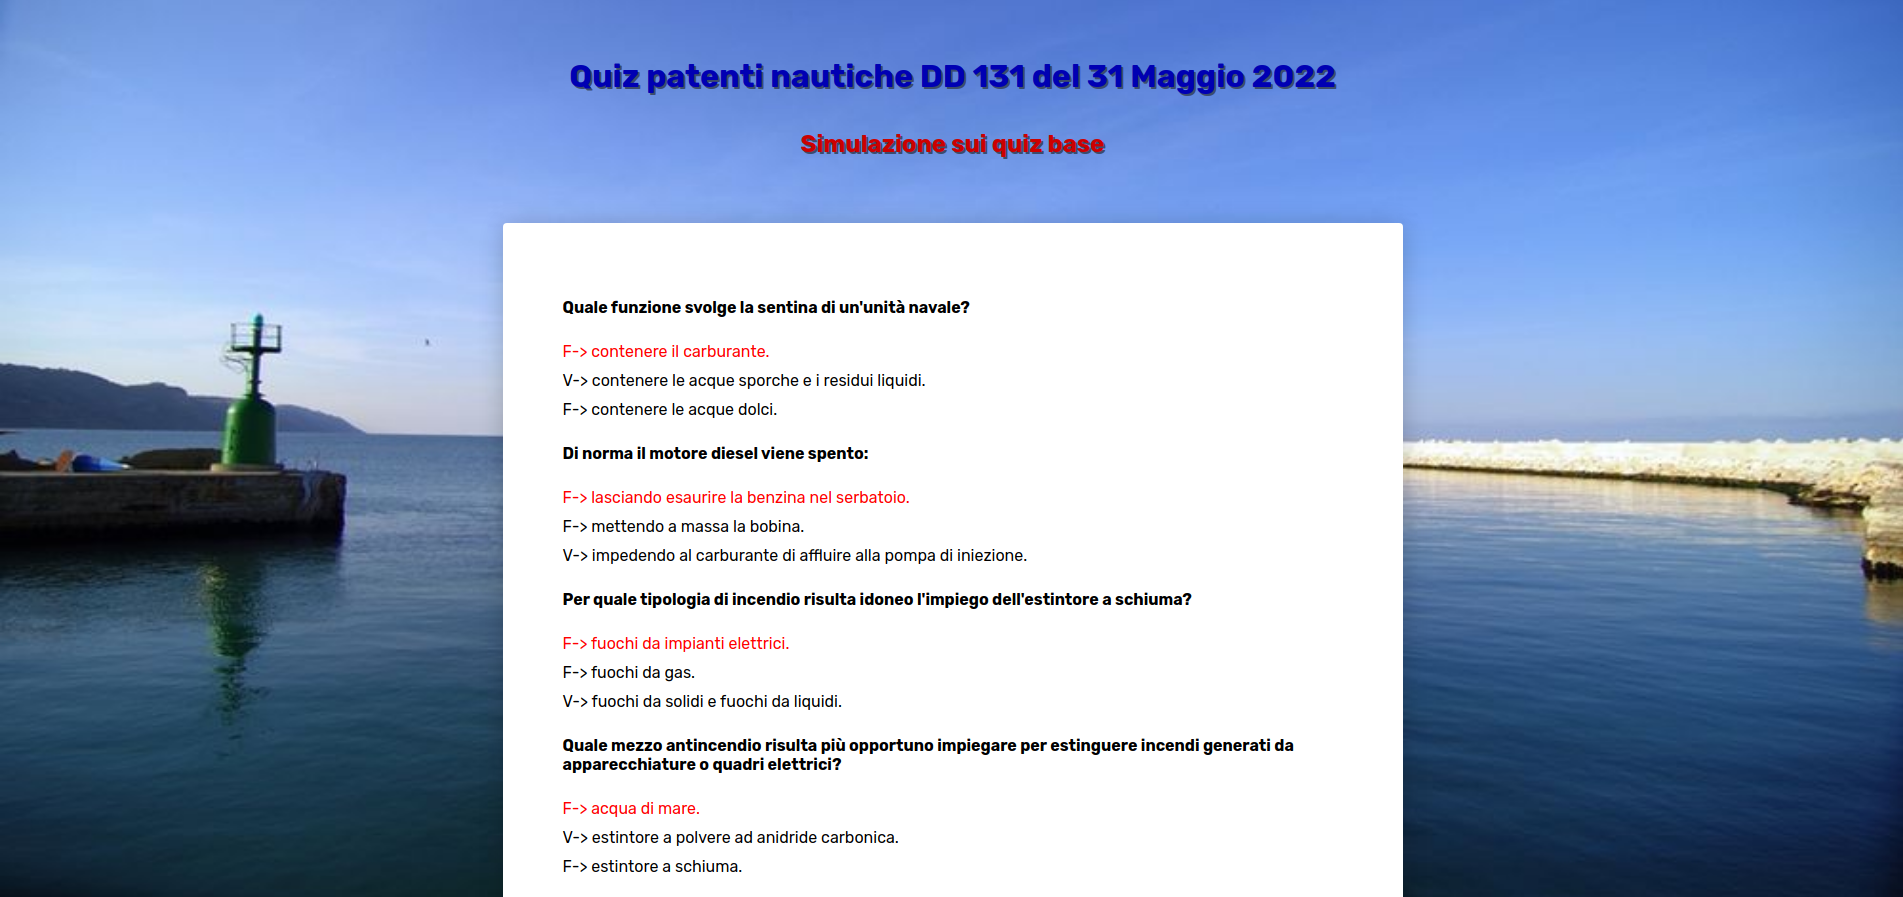 Quiz patenti nautiche DD 131 del 31 Maggio 2022
Simulazione sui quiz base
Quale funzione svolge la sentina di un'unità navale?
F-> contenere il carburante.
V-> contenere le acque sporche e i residui liquidi.
F-> contenere le acque dolci.
Di norma il motore diesel viene spento:
F-> lasciando esaurire la benzina nel serbatoio.
F-> mettendo a massa la bobina.
V-> impedendo al carburante di affluire alla pompa di iniezione.
Per quale tipologia di incendio risulta idoneo l'impiego dell'estintore a schiuma?
F-> fuochi da impianti elettrici.
F-> fuochi da gas.
V-> fuochi da solidi e fuochi da liquidi.
Quale mezzo antincendio risulta più opportuno impiegare per estinguere incendi generati da
apparecchiature o quadri elettrici?
F-> acqua di mare.
V-> estintore a polvere ad anidride carbonica.
F-> estintore a schiuma.